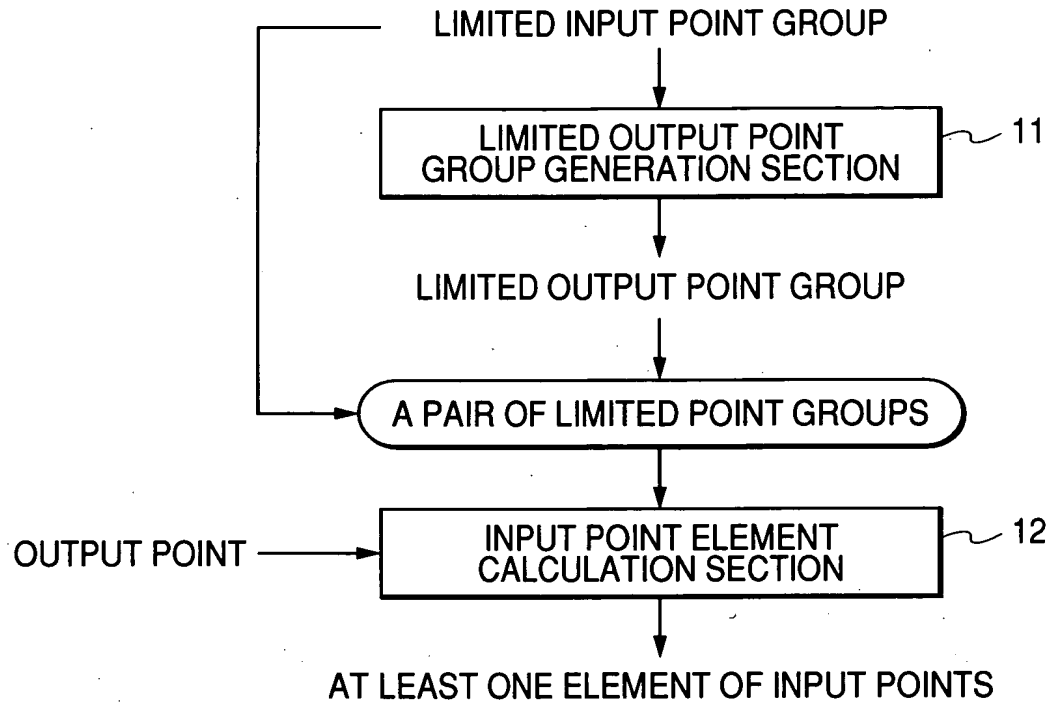 LIMITED INPUT POINT GROUP
LIMITED OUTPUT POINT
GROUP GENERATION SECTION
11
LIMITED OUTPUT POINT GROUP
A PAIR OF LIMITED POINT GROUPS
OUTPUT POINT
INPUT POINT ELEMENT
CALCULATION SECTION
12
AT LEAST ONE ELEMENT OF INPUT POINTS